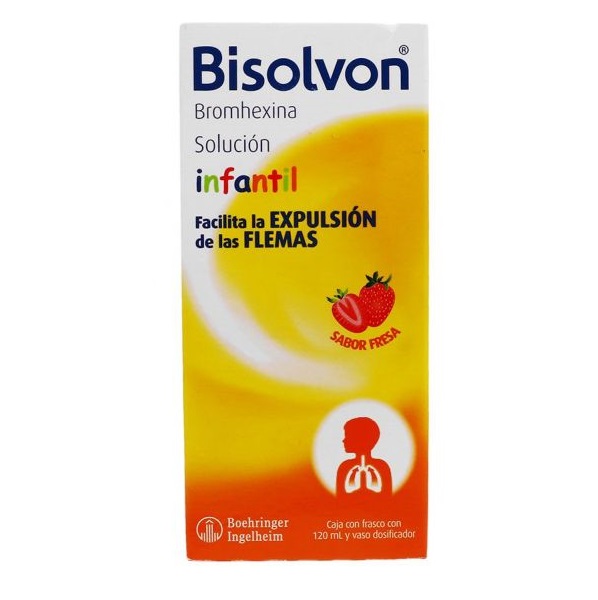 Bisolvon®
Bromhexina
Solución
infantil
Facilita la EXPULSIÓN
de las FLEMAS
SABOR FRESA
Boehringer
Ingelheim
Caja con frasco con
120 mL y vaso dosificador